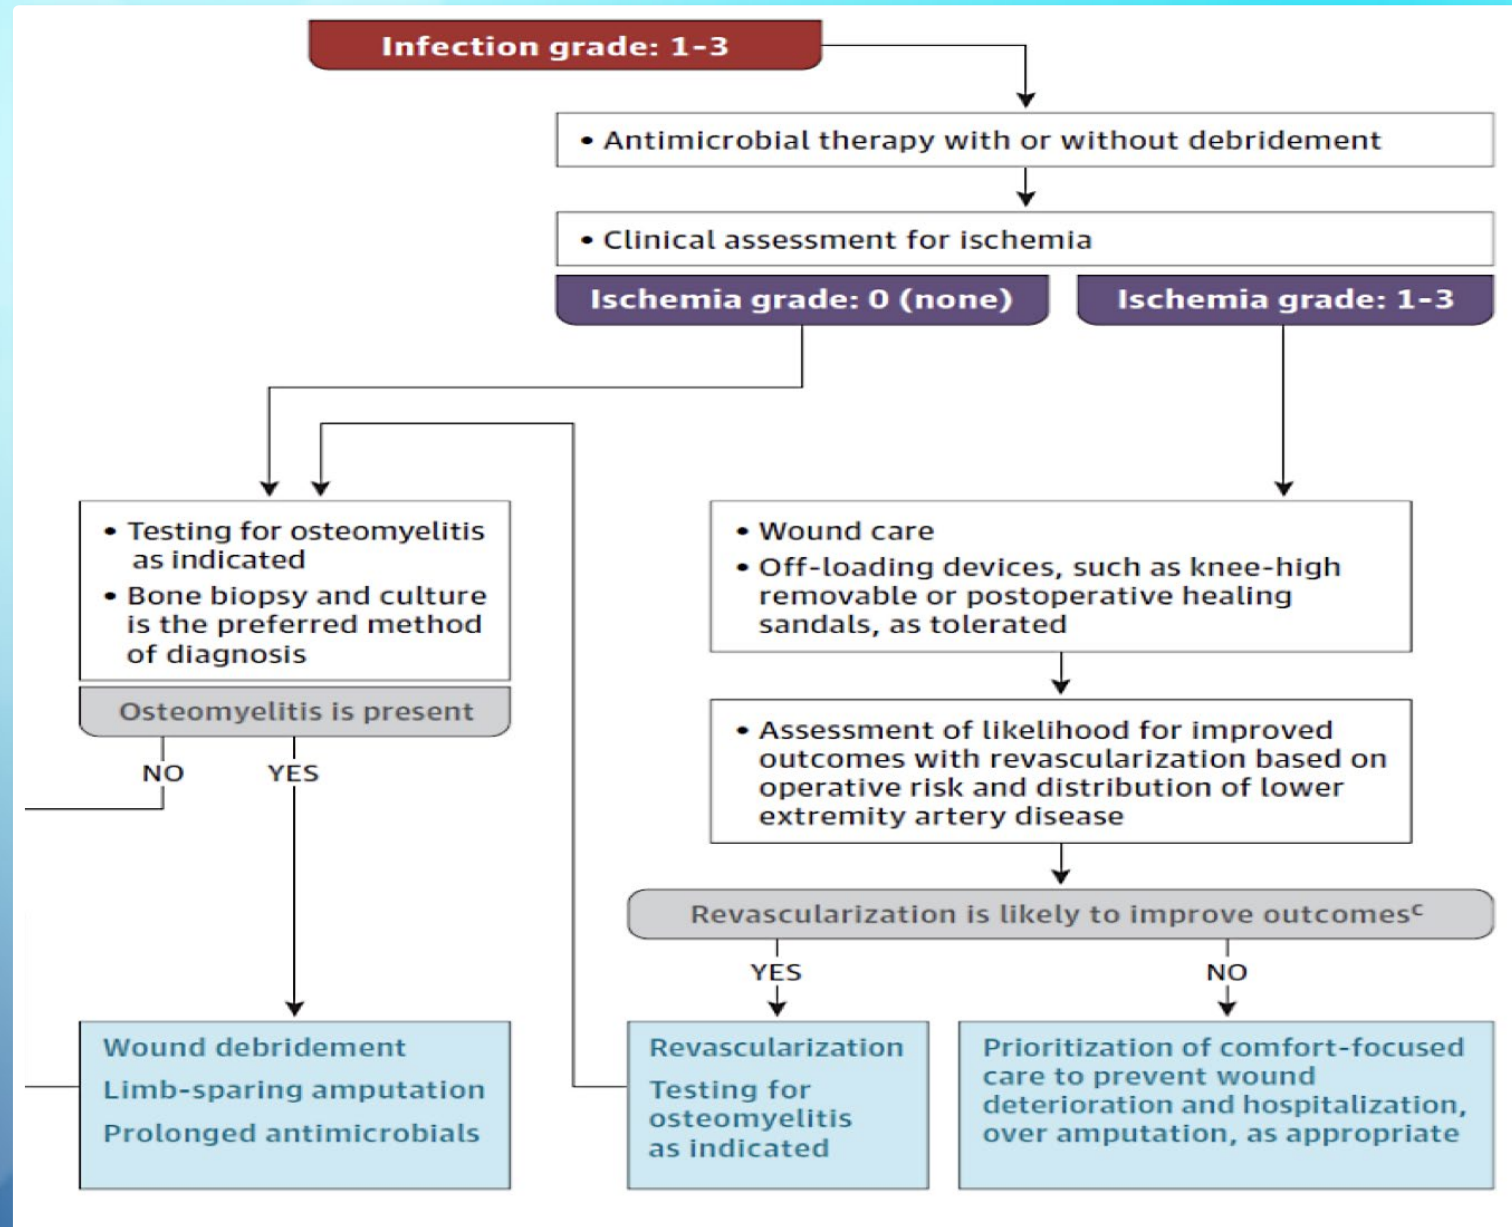 Infection grade: 1-3
• Antimicrobial therapy with or without debridement
• Clinical assessment for ischemia
Ischemia grade: 0 (none)
Ischemia grade: 1-3
• Testing for osteomyelitis
as indicated
• Bone biopsy and culture
is the preferred method
of diagnosis
Osteomyelitis is present
NO
YES
Wound debridement
Limb-sparing amputation
Prolonged antimicrobials
• Wound care
• Off-loading devices, such as knee-high
removable or postoperative healing
sandals, as tolerated
• Assessment of likelihood for improved
outcomes with revascularization based on
operative risk and distribution of lower
extremity artery disease
Revascularization is likely to improve outcomesᶜ
YES
NO
Revascularization
Testing for
osteomyelitis
as indicated
Prioritization of comfort-focused
care to prevent wound
deterioration and hospitalization,
over amputation, as appropriate